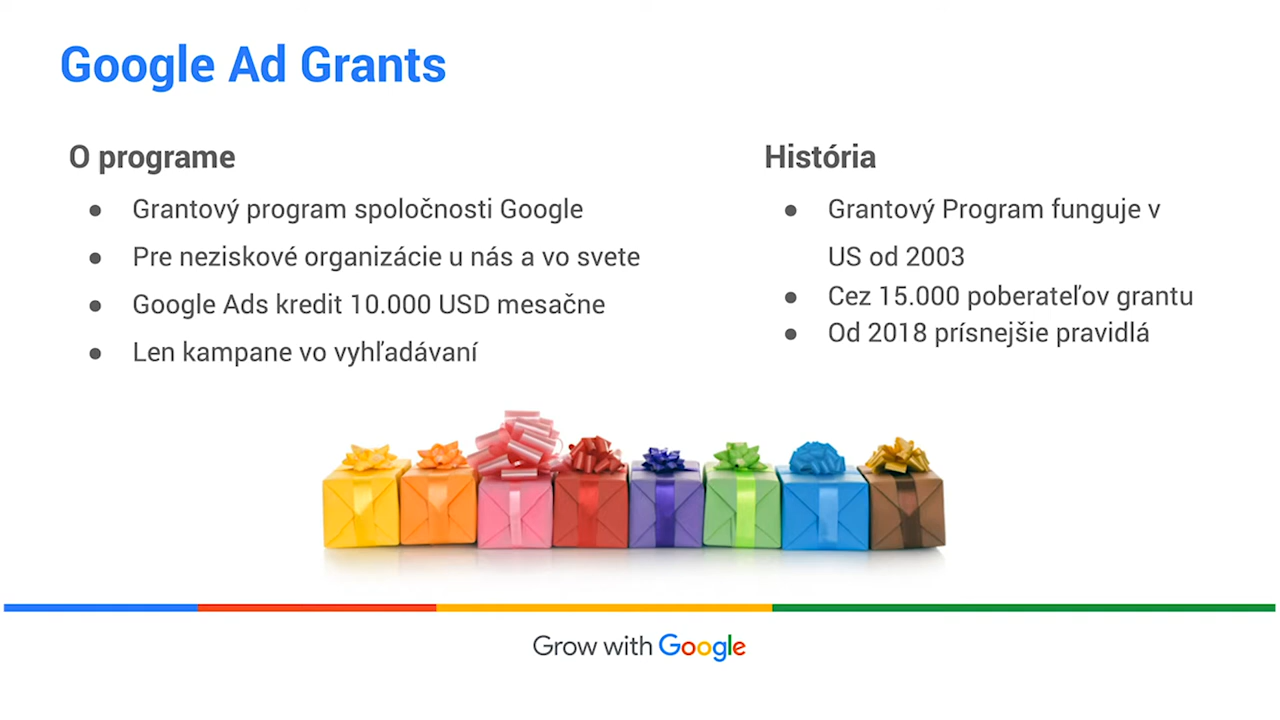 Google Ad Grants
O programe
● Grantový program spoločnosti Google
● Pre neziskové organizácie u nás a vo svete
● Google Ads kredit 10.000 USD mesačne
● Len kampane vo vyhľadávaní
História
● Grantový Program funguje v
US od 2003
● Cez 15.000 poberateľov grantu
● Od 2018 prísnejšie pravidlá
Grow with Google